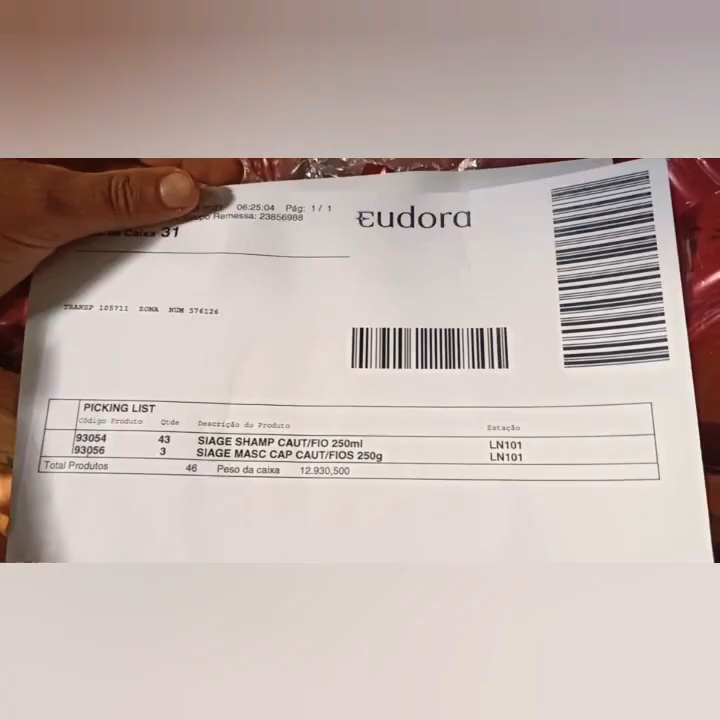 06:25:04 Pág: 1 / 1
Remessa: 23856988
Caixa 31
eudora
TRANSP 105711 ZONA NUM 576126
PICKING LIST
Código Produto Qtde Descrição do Produto Estação
93054 43 SIAGE SHAMP CAUT/FIO 250ml LN101
93056 3 SIAGE MASC CAP CAUT/FIOS 250g LN101
Total Produtos 46 Peso da caixa 12.930,500